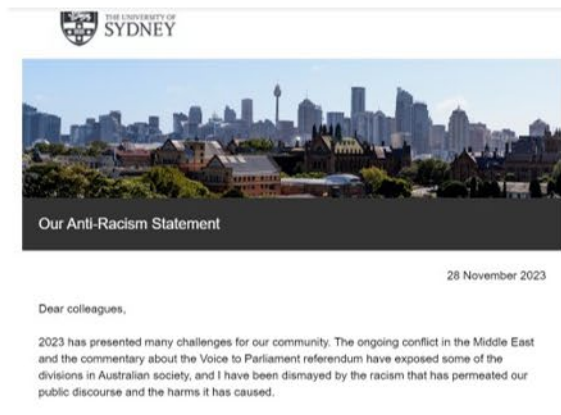 THE UNIVERSITY OF
SYDNEY
Our Anti-Racism Statement
28 November 2023
Dear colleagues,
2023 has presented many challenges for our community. The ongoing conflict in the Middle East
and the commentary about the Voice to Parliament referendum have exposed some of the
divisions in Australian society, and I have been dismayed by the racism that has permeated our
public discourse and the harms it has caused.